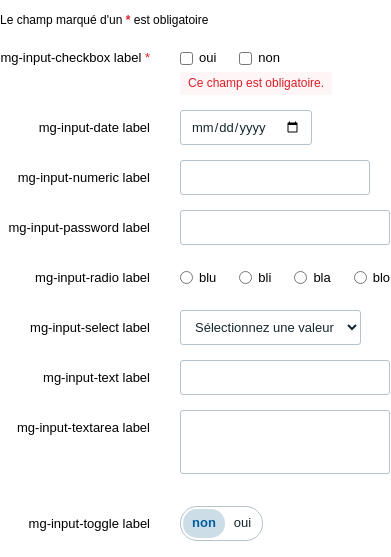 Le champ marqué d'un * est obligatoire
mg-input-checkbox label * oui non
Ce champ est obligatoire.
mg-input-date label mm/dd/yyyy
mg-input-numeric label
mg-input-password label
mg-input-radio label blu bli bla blo
mg-input-select label Sélectionnez une valeur
mg-input-text label
mg-input-textarea label
mg-input-toggle label non oui